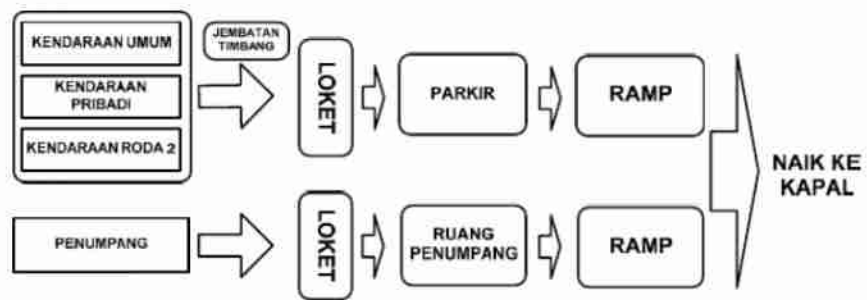 KENDARAAN UMUM
KENDARAAN
PRIBADI
KENDARAAN RODA 2
JEMBATAN
TIMBANG
LOKET
PARKIR
RAMP
PENUMPANG
LOKET
RUANG
PENUMPANG
RAMP
NAIK KE
KAPAL